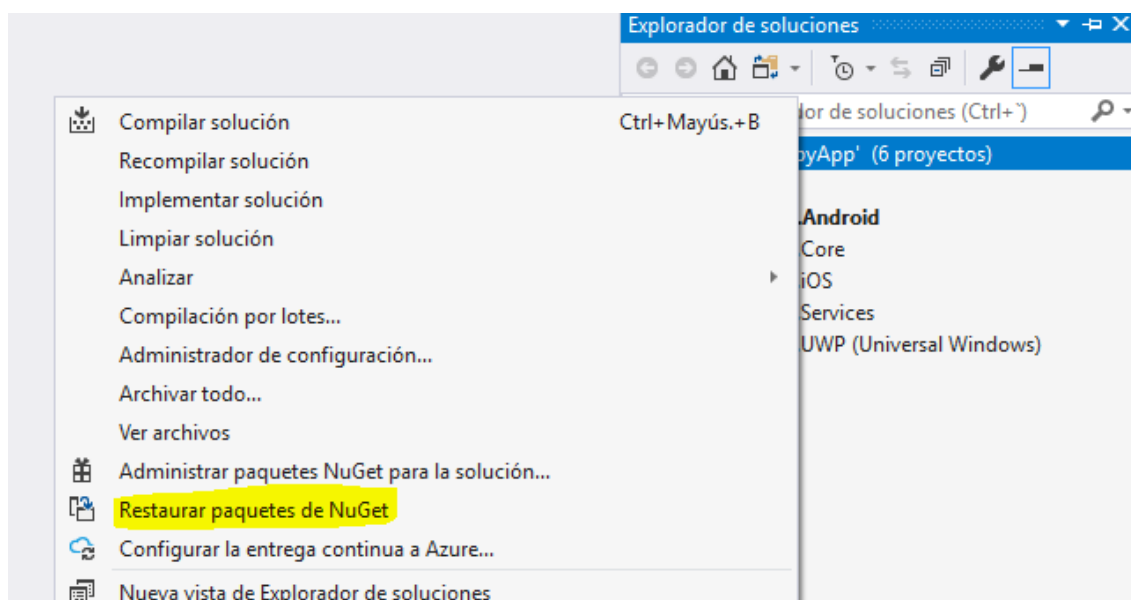 Explorador de soluciones
dor de soluciones (Ctrl+`)
Compilar solución Ctrl+Mayús.+B
Recompilar solución
Implementar solución
Limpiar solución
Analizar
Compilación por lotes...
Administrador de configuración...
Archivar todo...
Ver archivos
Administrar paquetes NuGet para la solución...
Restaurar paquetes de NuGet
Configurar la entrega continua a Azure...
Nueva vista de Explorador de soluciones
byApp' (6 proyectos)
.Android
.Core
.iOS
.Services
.UWP (Universal Windows)